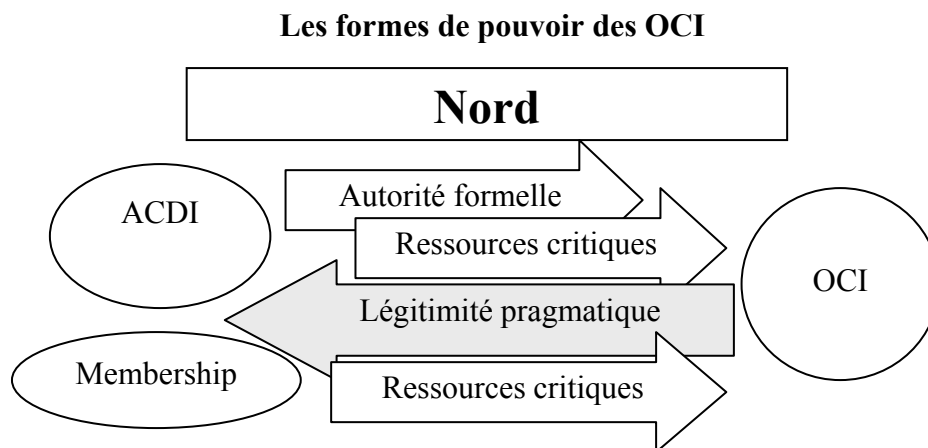 Les formes de pouvoir des OCI
Nord
Autorité formelle
ACDI
Ressources critiques
OCI
Légitimité pragmatique
Membership
Ressources critiques